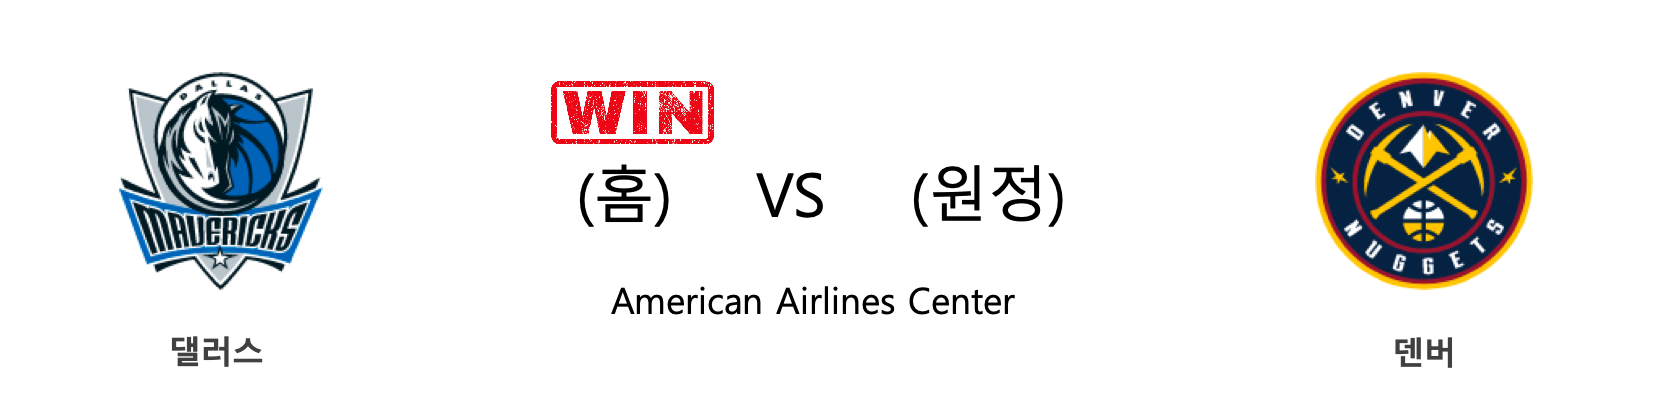 DALLAS
MAVERICKS
댈러스
WIN
(홈) VS (원정)
American Airlines Center
DENVER
NUGGETS
덴버